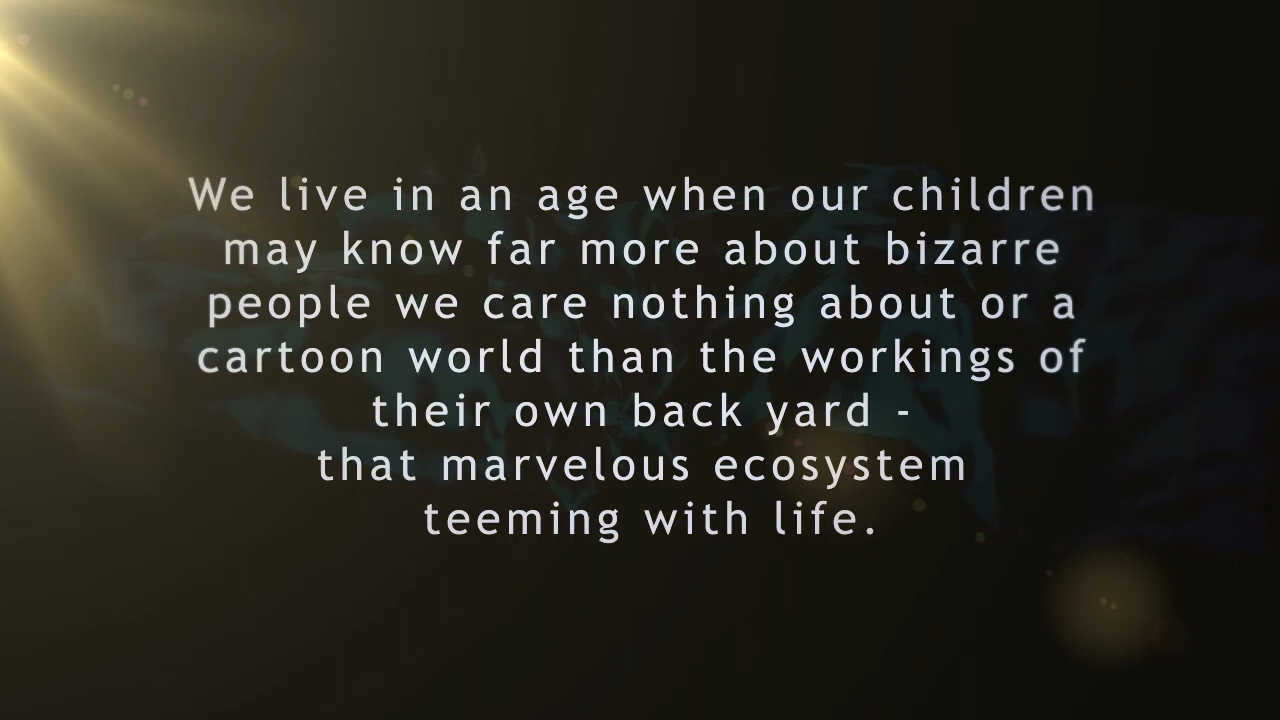 We live in an age when our children
may know far more about bizarre
people we care nothing about or a
cartoon world than the workings of
their own back yard -
that marvelous ecosystem
teeming with life.